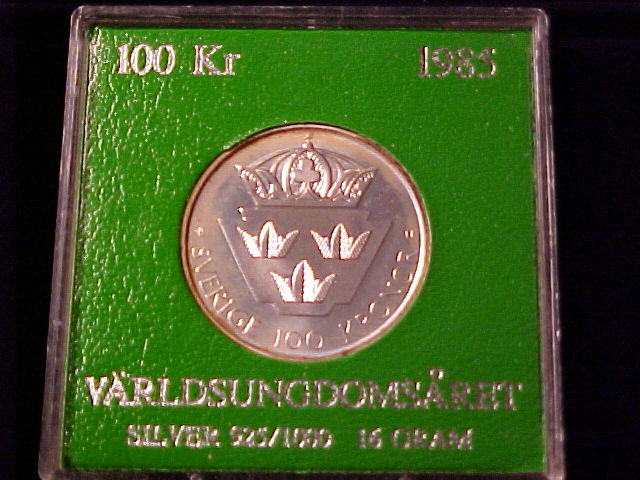 100 Kr 1985
SVERIGE 100 KRONOR
VÄRLDSUNGDOMSÅRET
SILVER 925/1000 16 GRAM